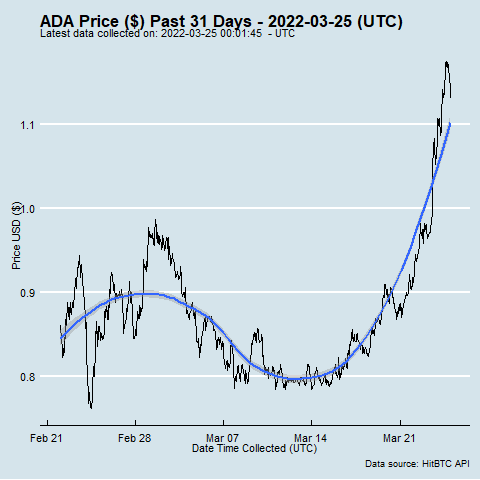 ADA Price ($) Past 31 Days - 2022-03-25 (UTC)
Latest data collected on: 2022-03-25 00:01:45  - UTC
Price USD ($)
1.1
1.0
0.9
0.8
Feb 21 Feb 28 Mar 07 Mar 14 Mar 21
Date Time Collected (UTC)
Data source: HitBTC API